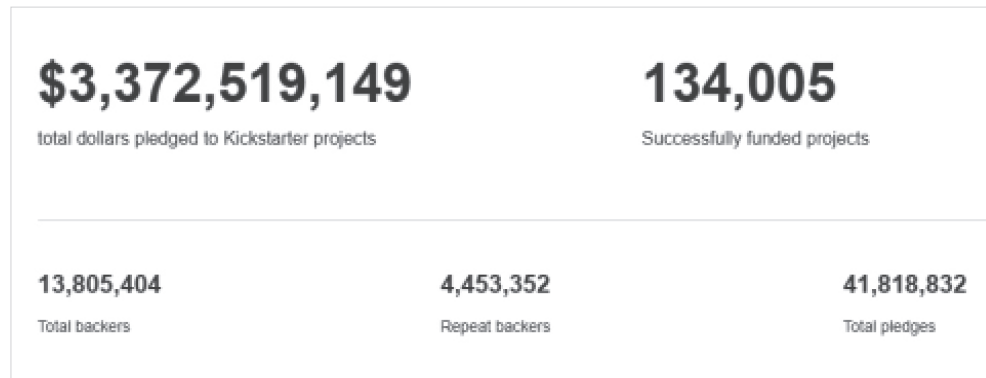 $3,372,519,149 134,005
total dollars pledged to Kickstarter projects Successfully funded projects
13,805,404 4,453,352 41,818,832
Total backers Repeat backers Total pledges